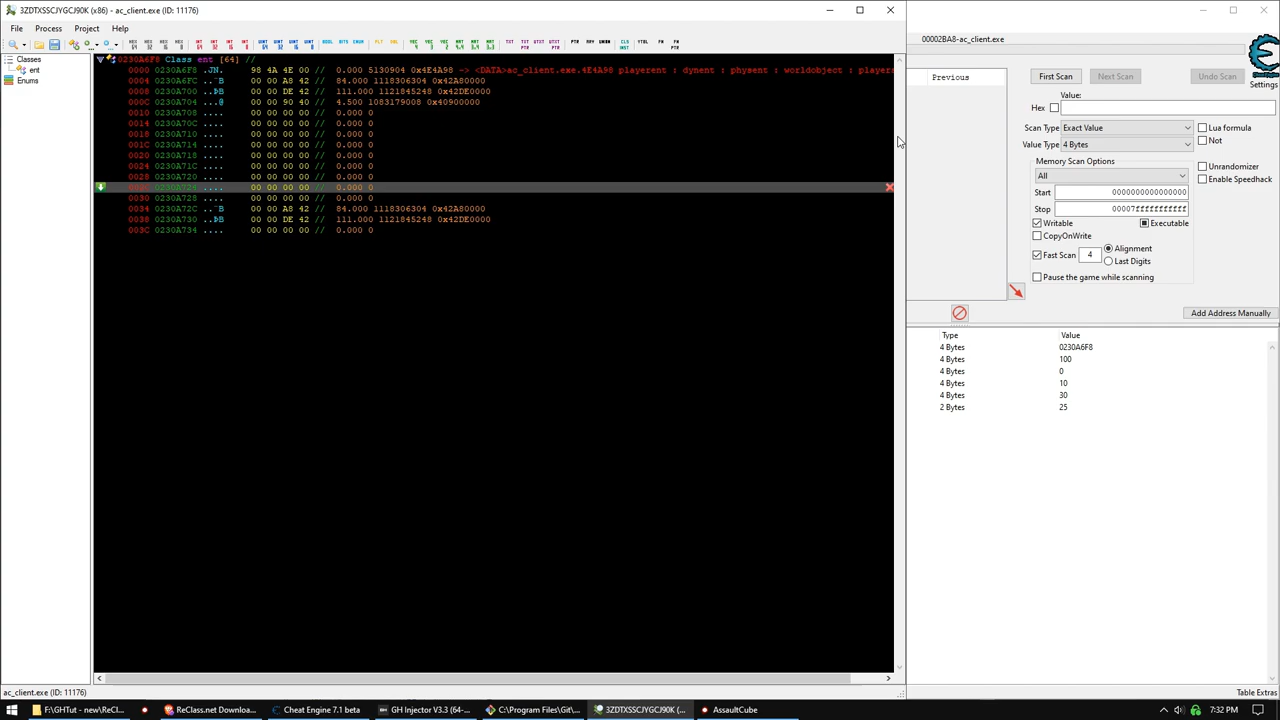 3ZDTXSSCJYGCJ90K (x86) - ac_client.exe (ID: 11176)
File Process Project Help
Classes
ent
Enums
0230A6F8 Class ent [64] //
0000 0230A6F8 .JN. 98 4A 4E 00 // 0.000 5130904 0x4E4A98 -> <DATA>ac_client.exe.4E4A98 playerent : dynent : physent : worldobject : players
0004 0230A6FC ..¨B 00 00 A8 42 // 84.000 1118306304 0x42A80000
0008 0230A700 ..ÞB 00 00 DE 42 // 111.000 1121845248 0x42DE0000
000C 0230A704 ...@ 00 00 90 40 // 4.500 1083179008 0x40900000
0010 0230A708 .... 00 00 00 00 // 0.000 0
0014 0230A70C .... 00 00 00 00 // 0.000 0
0018 0230A710 .... 00 00 00 00 // 0.000 0
001C 0230A714 .... 00 00 00 00 // 0.000 0
0020 0230A718 .... 00 00 00 00 // 0.000 0
0024 0230A71C .... 00 00 00 00 // 0.000 0
0028 0230A720 .... 00 00 00 00 // 0.000 0
002C 0230A724 .... 00 00 00 00 // 0.000 0
0030 0230A728 .... 00 00 00 00 // 0.000 0
0034 0230A72C ..¨B 00 00 A8 42 // 84.000 1118306304 0x42A80000
0038 0230A730 ..ÞB 00 00 DE 42 // 111.000 1121845248 0x42DE0000
003C 0230A734 .... 00 00 00 00 // 0.000 0
ac_client.exe (ID: 11176)
00002BA8-ac_client.exe
Previous
First Scan Next Scan Undo Scan
Settings
Value:
Hex
Scan Type Exact Value
Lua formula
Value Type 4 Bytes
Not
Memory Scan Options
All
Unrandomizer
Start 0000000000000000
Enable Speedhack
Stop 00007fffffffffff
Writable Executable
CopyOnWrite
Fast Scan 4
Alignment
Last Digits
Pause the game while scanning
Add Address Manually
Type Value
4 Bytes 0230A6F8
4 Bytes 100
4 Bytes 0
4 Bytes 10
4 Bytes 30
2 Bytes 25
Table Extras
F:\GHTut - new\ReCl...
ReClass.net Downloa...
Cheat Engine 7.1 beta
GH Injector V3.3 (64-...
C:\Program Files\Git\...
3ZDTXSSCJYGCJ90K (...
AssaultCube
7:32 PM